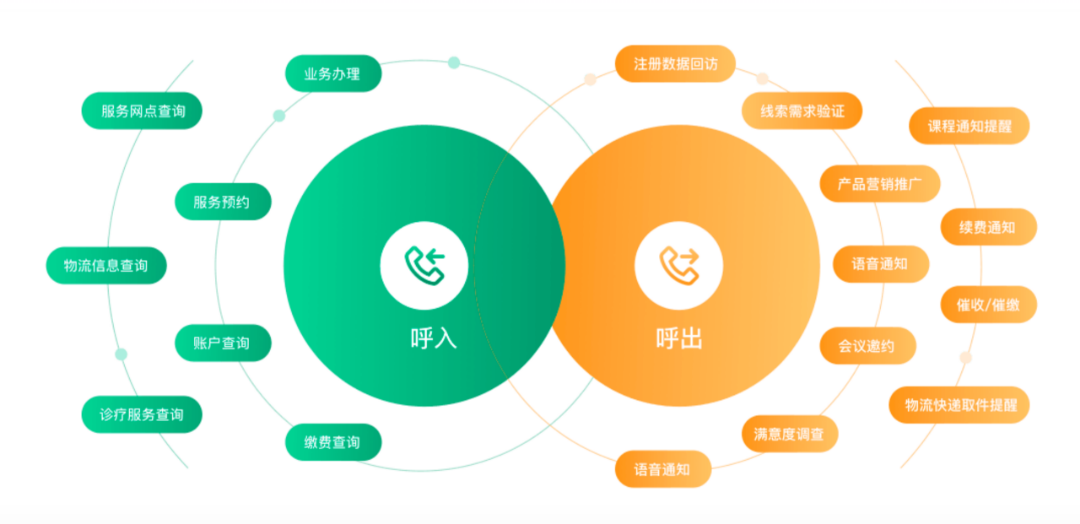 业务办理
服务网点查询
服务预约
物流信息查询
账户查询
诊疗服务查询
缴费查询
呼入
呼出
注册数据回访
线索需求验证
课程通知提醒
产品营销推广
续费通知
语音通知
催收/催缴
会议邀约
物流快递取件提醒
满意度调查
语音通知